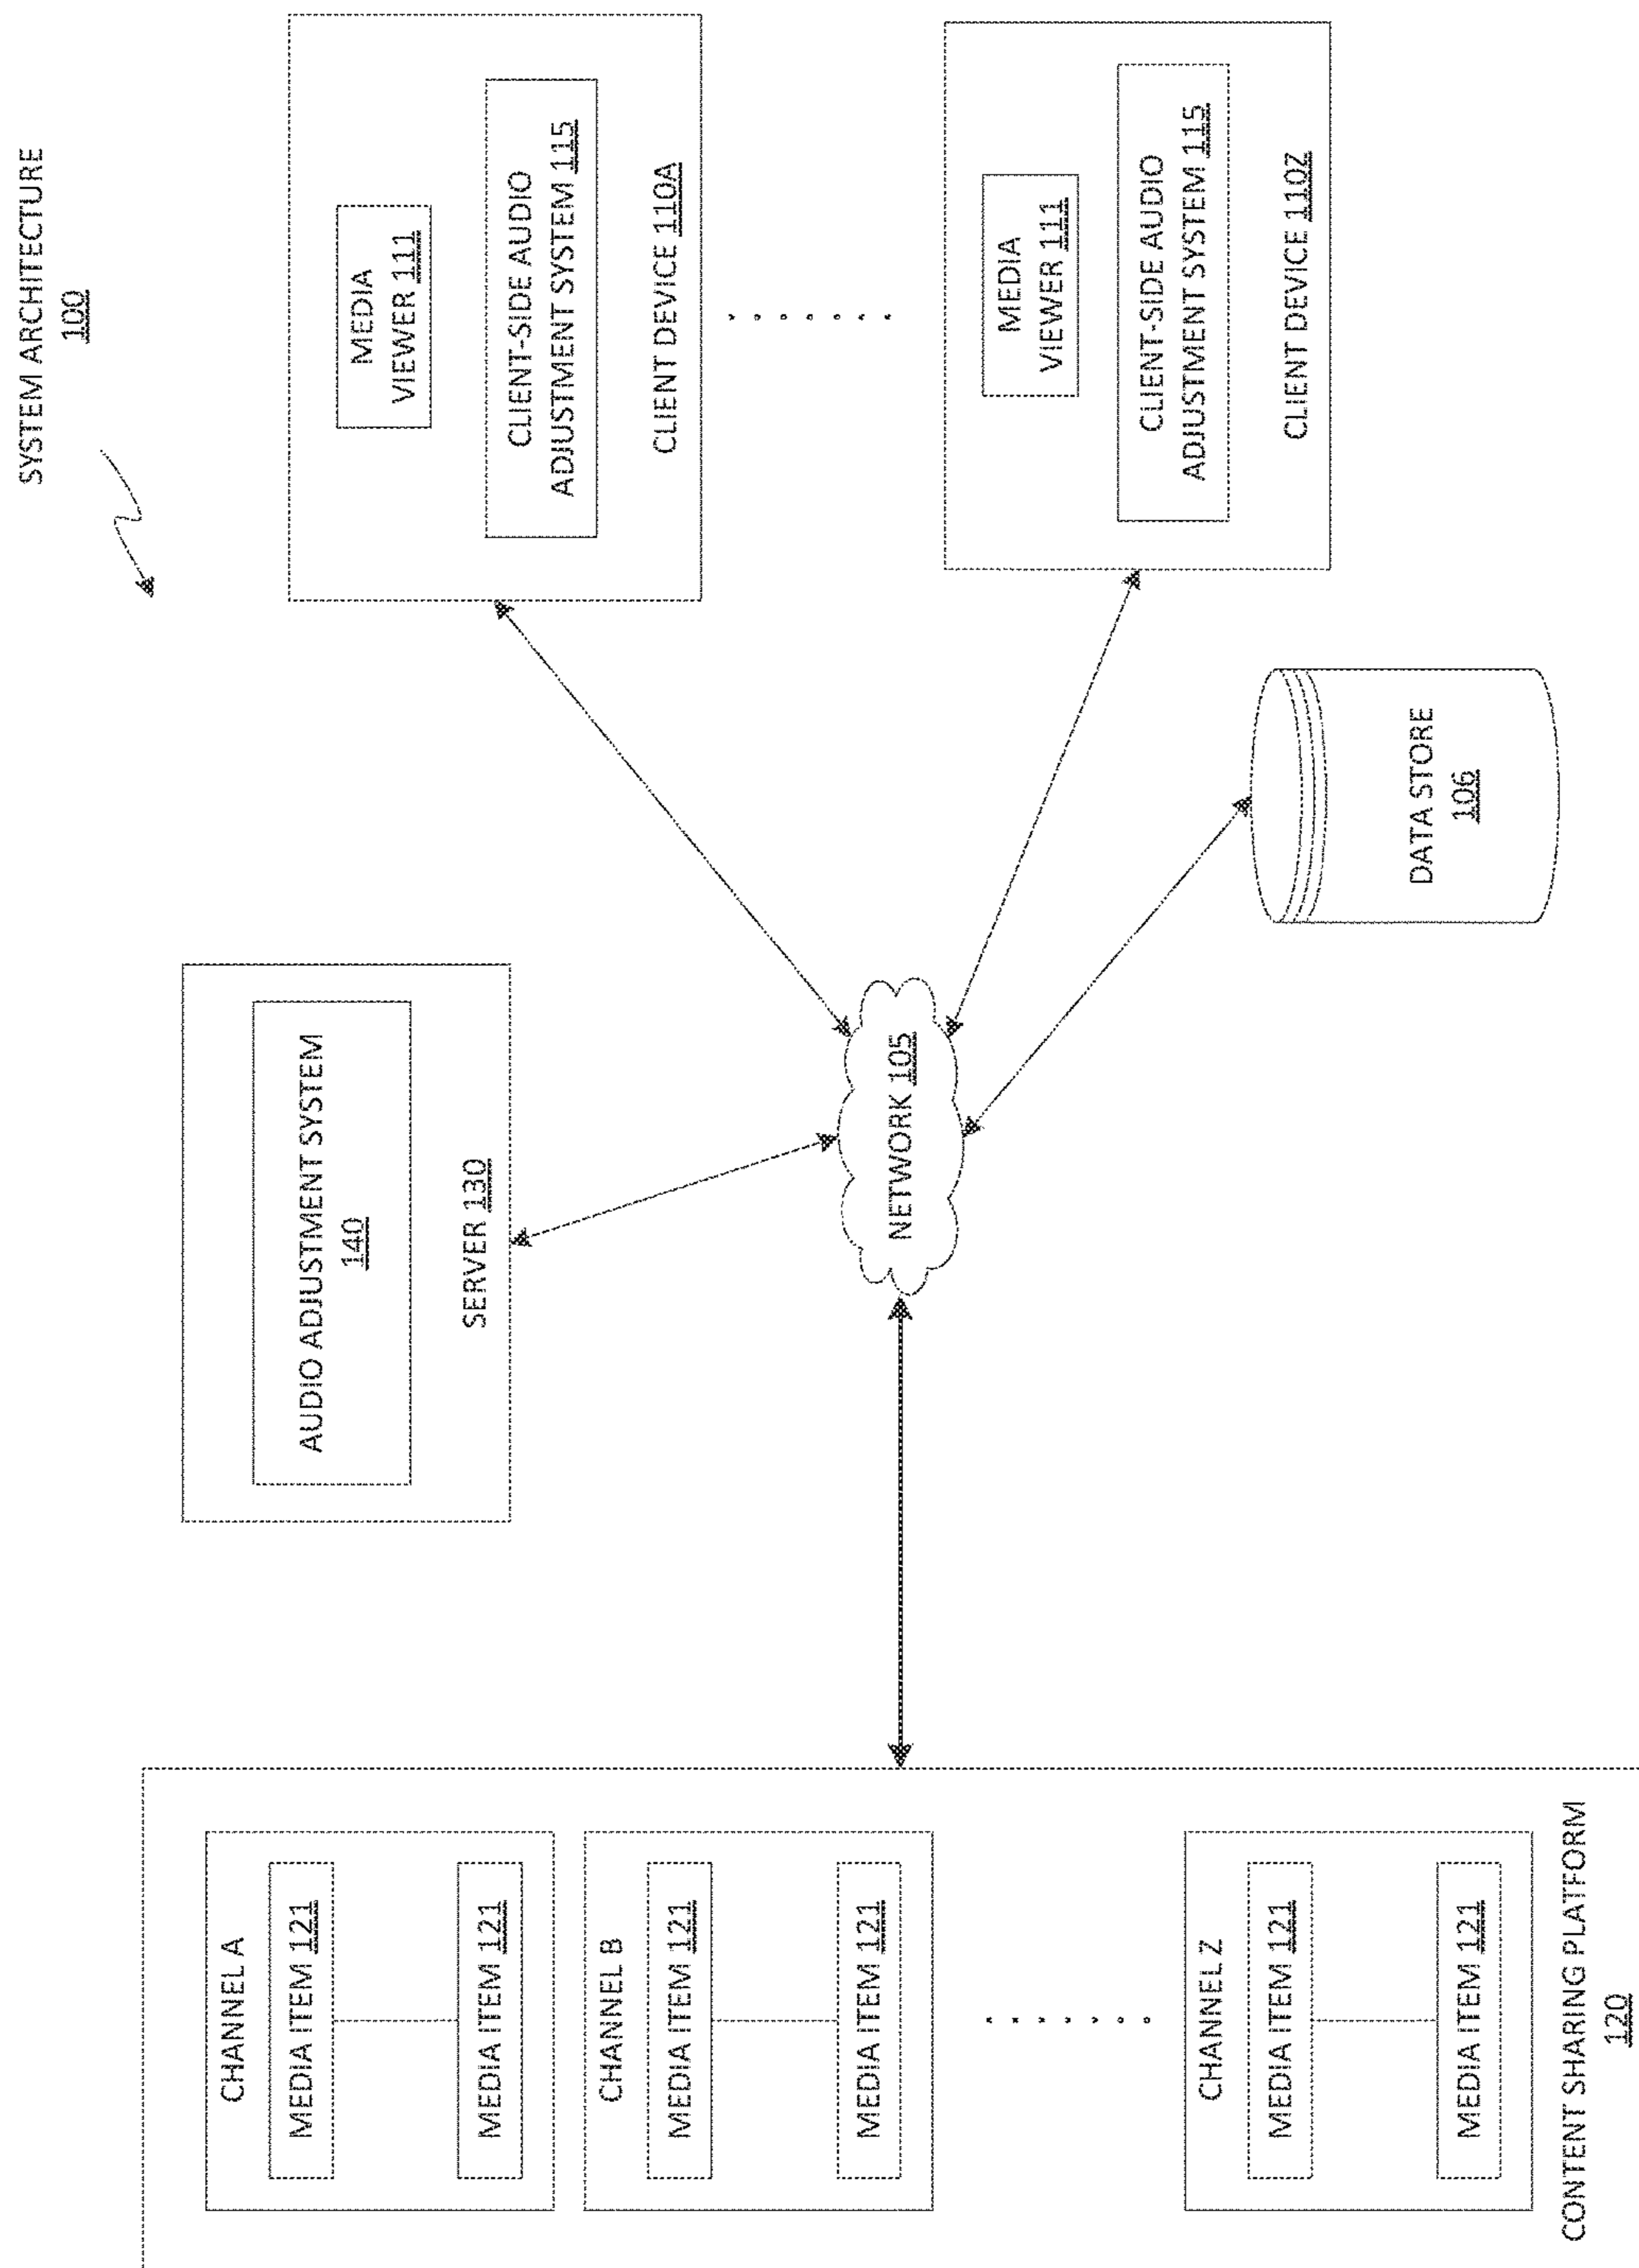 SYSTEM ARCHITECTURE
100
CHANNEL A
MEDIA ITEM 121
MEDIA ITEM 121
CHANNEL B
MEDIA ITEM 121
MEDIA ITEM 121
CHANNEL Z
MEDIA ITEM 121
MEDIA ITEM 121
CONTENT SHARING PLATFORM
120
AUDIO ADJUSTMENT SYSTEM
140
SERVER 130
NETWORK 105
MEDIA
VIEWER 111
CLIENT-SIDE AUDIO
ADJUSTMENT SYSTEM 115
CLIENT DEVICE 110A
MEDIA
VIEWER 111
CLIENT-SIDE AUDIO
ADJUSTMENT SYSTEM 115
CLIENT DEVICE 110Z
DATA STORE
106